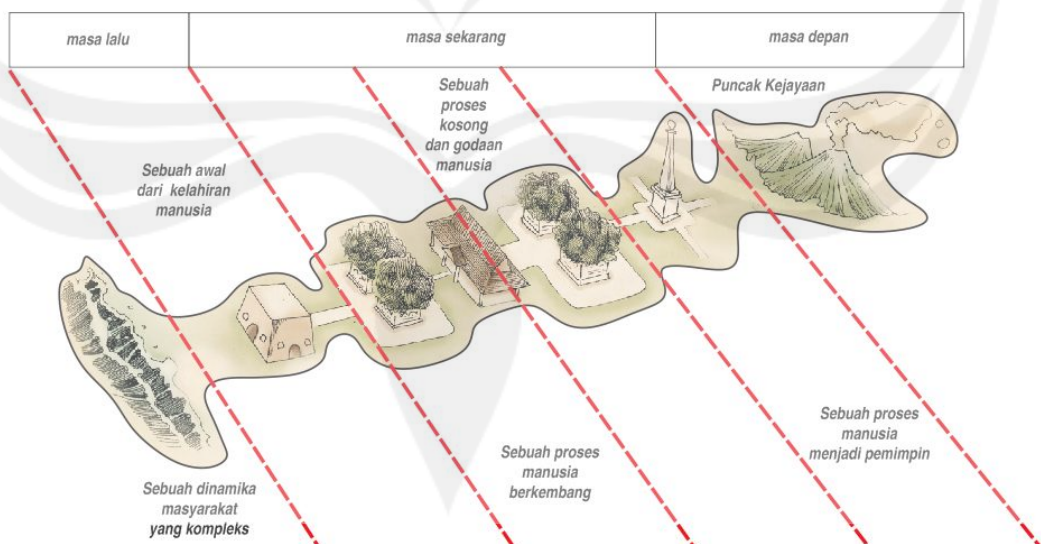 masa lalu
masa sekarang
masa depan
Sebuah
proses
kosong
dan godaan
manusia
Puncak Kejayaan
Sebuah awal
dari kelahiran
manusia
Sebuah proses
manusia
menjadi pemimpin
Sebuah proses
manusia
berkembang
Sebuah dinamika
masyarakat
yang kompleks